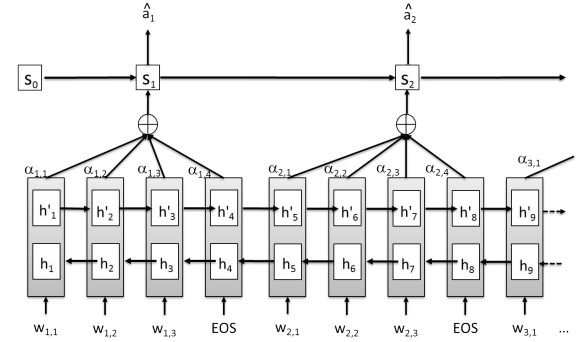 â₁ â₂
s₀ s₁ s₂
α₁,₁ α₁,₂ α₁,₃ α₁,₄ α₂,₁ α₂,₂ α₂,₃ α₂,₄ α₃,₁
h'₁ h'₂ h'₃ h'₄ h'₅ h'₆ h'₇ h'₈ h'₉
h₁ h₂ h₃ h₄ h₅ h₆ h₇ h₈ h₉
w₁,₁ w₁,₂ w₁,₃ EOS w₂,₁ w₂,₂ w₂,₃ EOS w₃,₁ ...